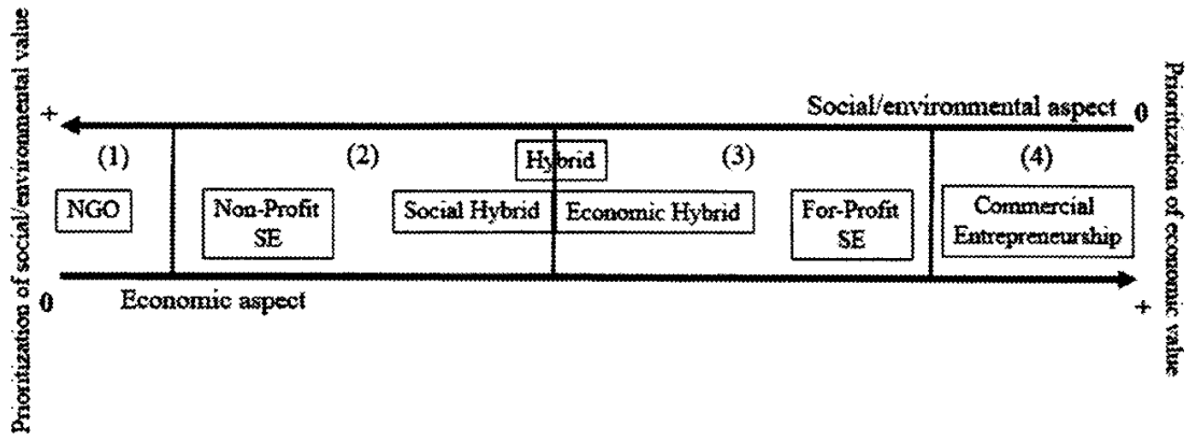 Prioritization of social/environmental value
Prioritization of economic value
Social/environmental aspect
+
0
(1)
(2)
(3)
(4)
Hybrid
NGO
Non-Profit
SE
Social Hybrid
Economic Hybrid
For-Profit
SE
Commercial
Entrepreneurship
0
Economic aspect
+